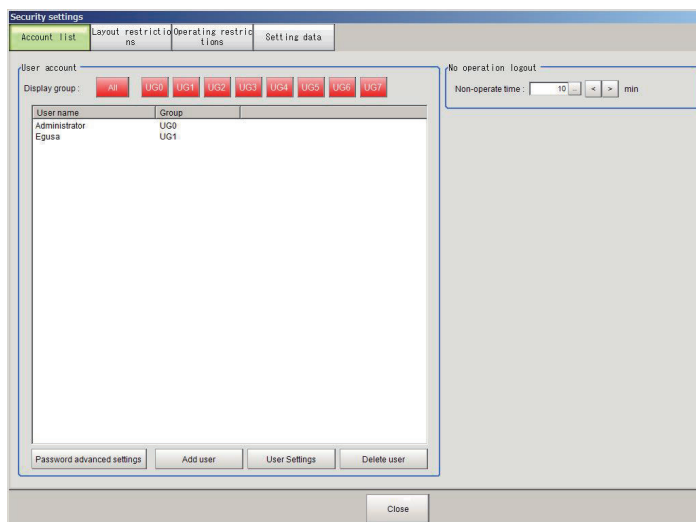 Security settings
Account list
Layout restrictio
ns
Operating restric
tions
Setting data
User account
Display group :
All UG0 UG1 UG2 UG3 UG4 UG5 UG6 UG7
User name Group
Administrator UG0
Egusa UG1
Password advanced settings Add user User Settings Delete user
No operation logout
Non-operate time : 10 ... < > min
Close